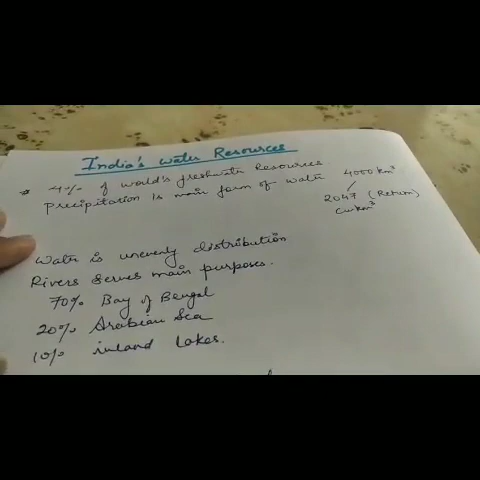 India's Water Resources
* 4% of world's freshwater Resources.
Precipitation is main form of water 4000 km³
2047 (Return)
cu km³
Water is unevenly distribution
Rivers serves main purposes.
70% Bay of Bengal
20% Arabian Sea
10% inland Lakes.